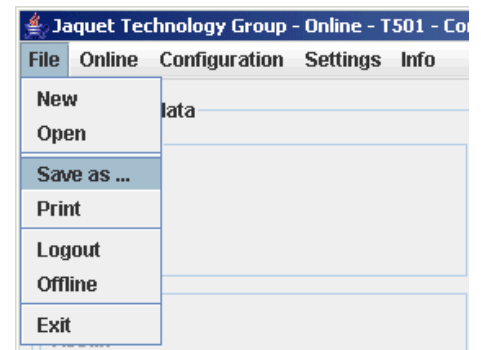 Jaquet Technology Group - Online - T501 - Co
File Online Configuration Settings Info
New
lata
Open
Save as ...
Print
Logout
Offline
Exit